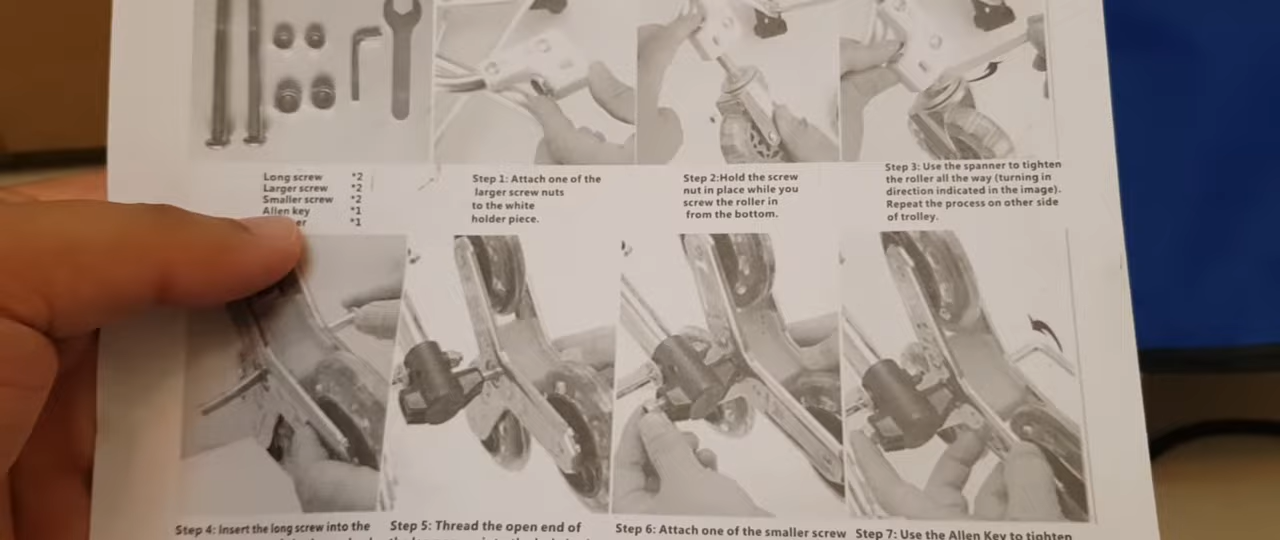 Long screw *2
Larger screw *2
Smaller screw *2
Allen key *1
er *1
Step 1: Attach one of the
larger screw nuts
to the white
holder piece.
Step 2:Hold the screw
nut in place while you
screw the roller in
from the bottom.
Step 3: Use the spanner to tighten
the roller all the way (turning in
direction indicated in the image).
Repeat the process on other side
of trolley.
Step 4: Insert the long screw into the
Step 5: Thread the open end of
Step 6: Attach one of the smaller screw
Step 7: Use the Allen Key to tighten